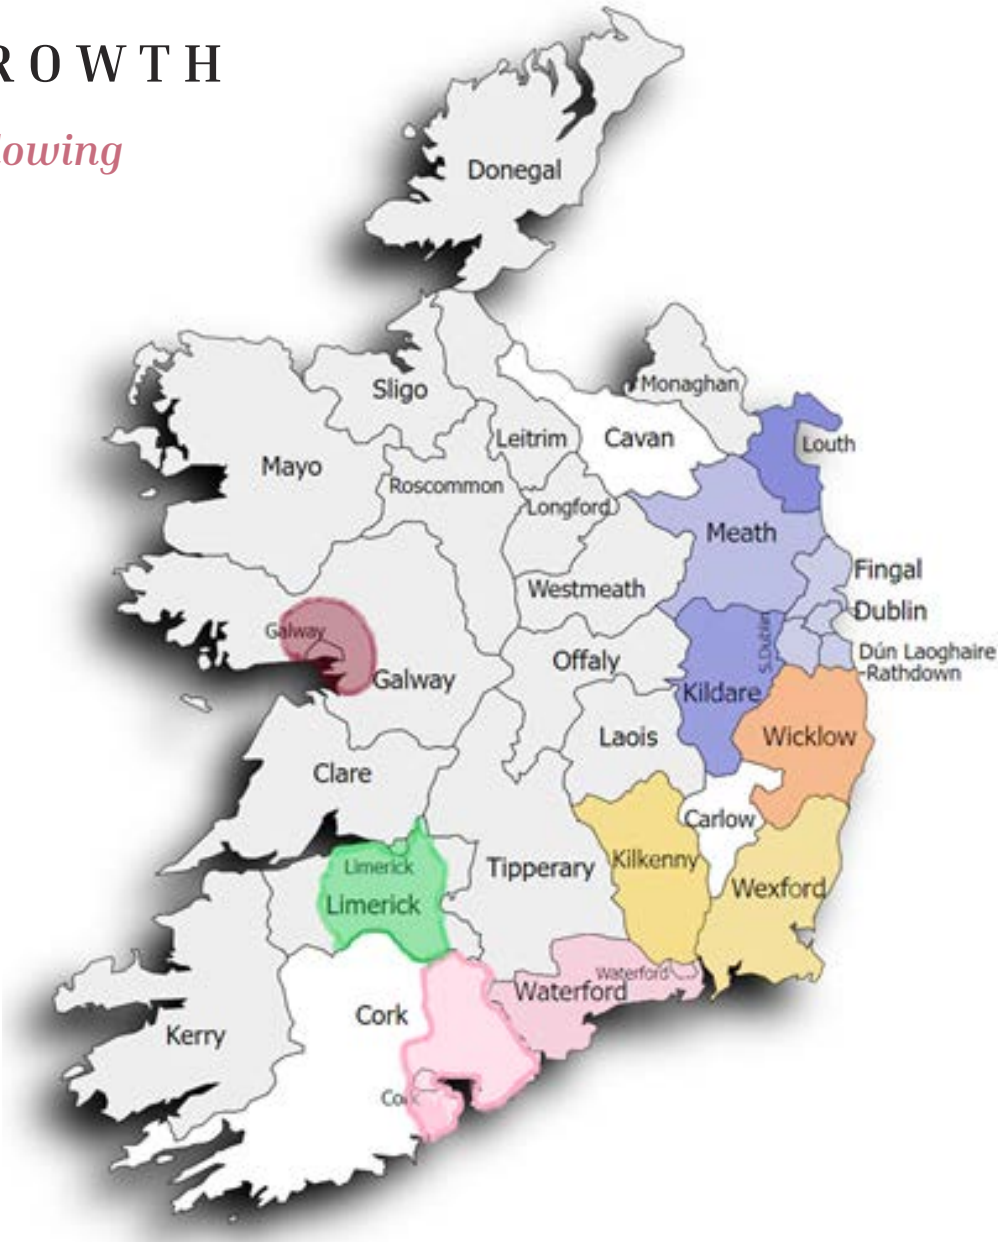 ROWTH
lowing
Donegal
Monaghan
Sligo
Leitrim
Cavan
Louth
Mayo
Roscommon
Longford
Meath
Fingal
Westmeath
Dublin
Galway
S.Dublin
Dún Laoghaire
-Rathdown
Offaly
Galway
Kildare
Laois
Wicklow
Clare
Carlow
Limerick
Tipperary
Kilkenny
Limerick
Wexford
Waterford
Waterford
Cork
Kerry
Cork